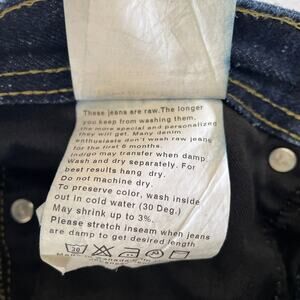 These jeans are raw. The longer
you keep from washing them,
the more special and personalized
they will get. Many denim
enthusiasts don't wash raw jeans
for the first 6 months.
Indigo may transfer when damp.
Wash and dry separately. For
best results hang dry.
Do not machine dry.
To preserve color, wash inside
out in cold water (30 Deg.)
May shrink up to 3%.
Please stretch inseam when jeans
are damp to get desired length
30